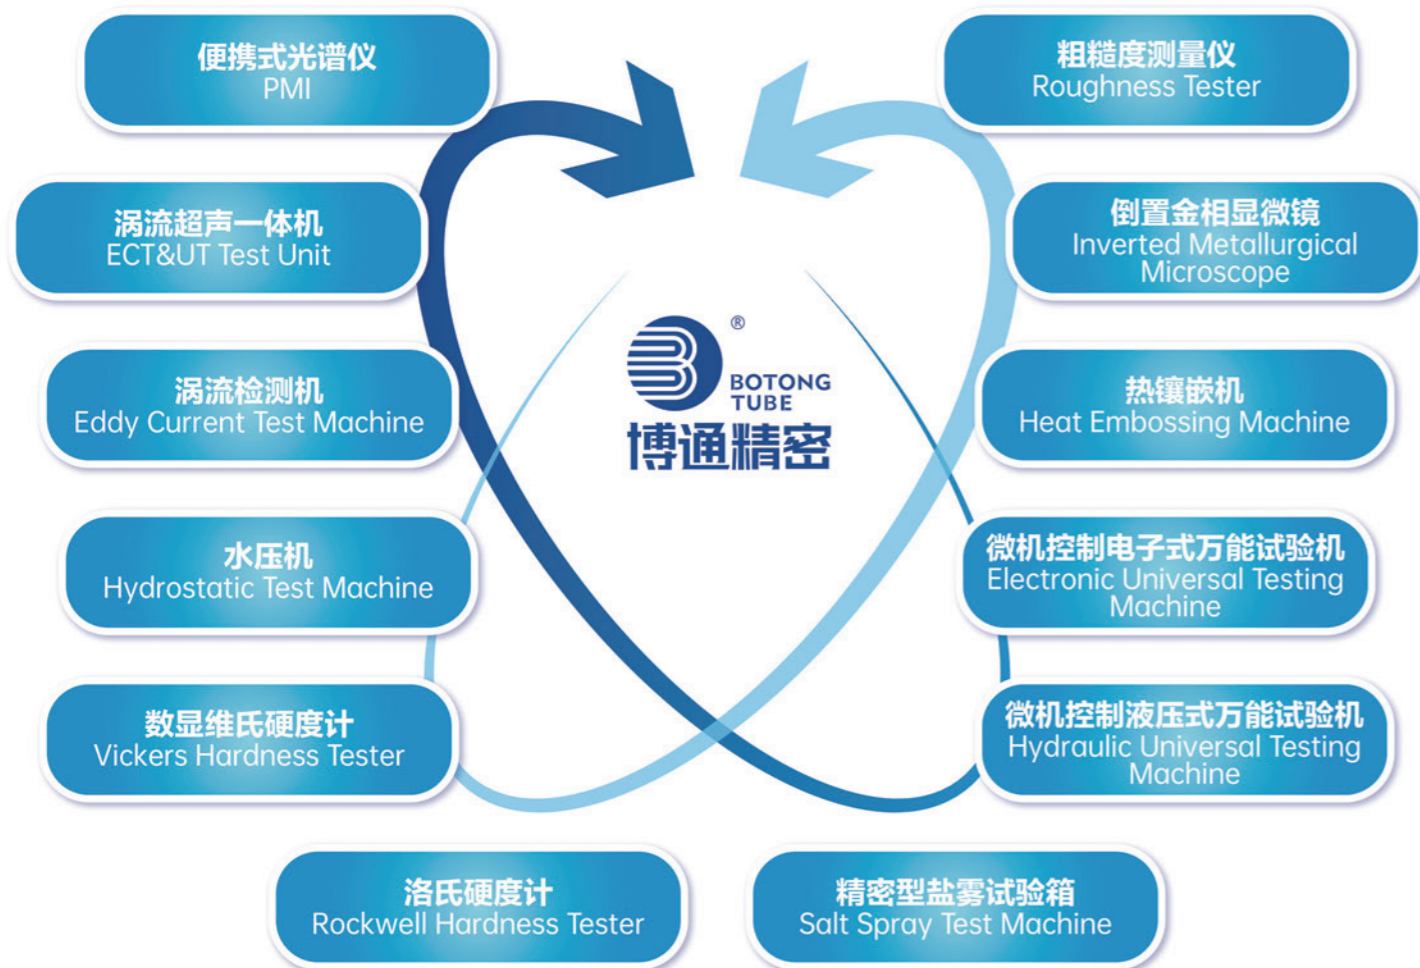 便携式光谱仪
PMI
涡流超声一体机
ECT&UT Test Unit
涡流检测机
Eddy Current Test Machine
水压机
Hydrostatic Test Machine
数显维氏硬度计
Vickers Hardness Tester
洛氏硬度计
Rockwell Hardness Tester
®
BOTONG
TUBE
博通精密
粗糙度测量仪
Roughness Tester
倒置金相显微镜
Inverted Metallurgical
Microscope
热镶嵌机
Heat Embossing Machine
微机控制电子式万能试验机
Electronic Universal Testing
Machine
微机控制液压式万能试验机
Hydraulic Universal Testing
Machine
精密型盐雾试验箱
Salt Spray Test Machine